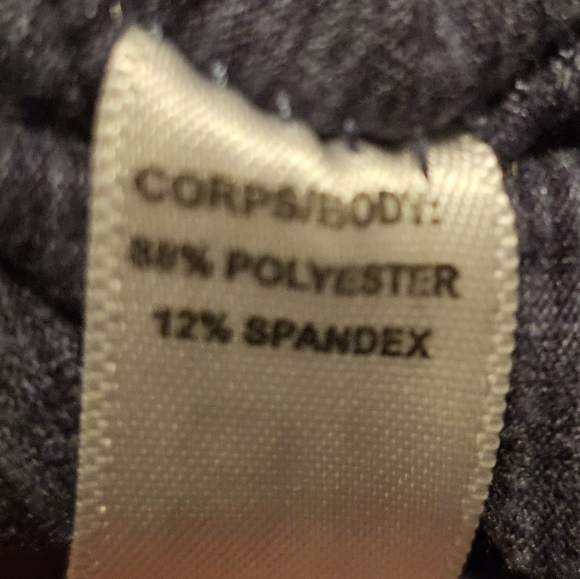 CORPS/BODY:
88% POLYESTER
12% SPANDEX